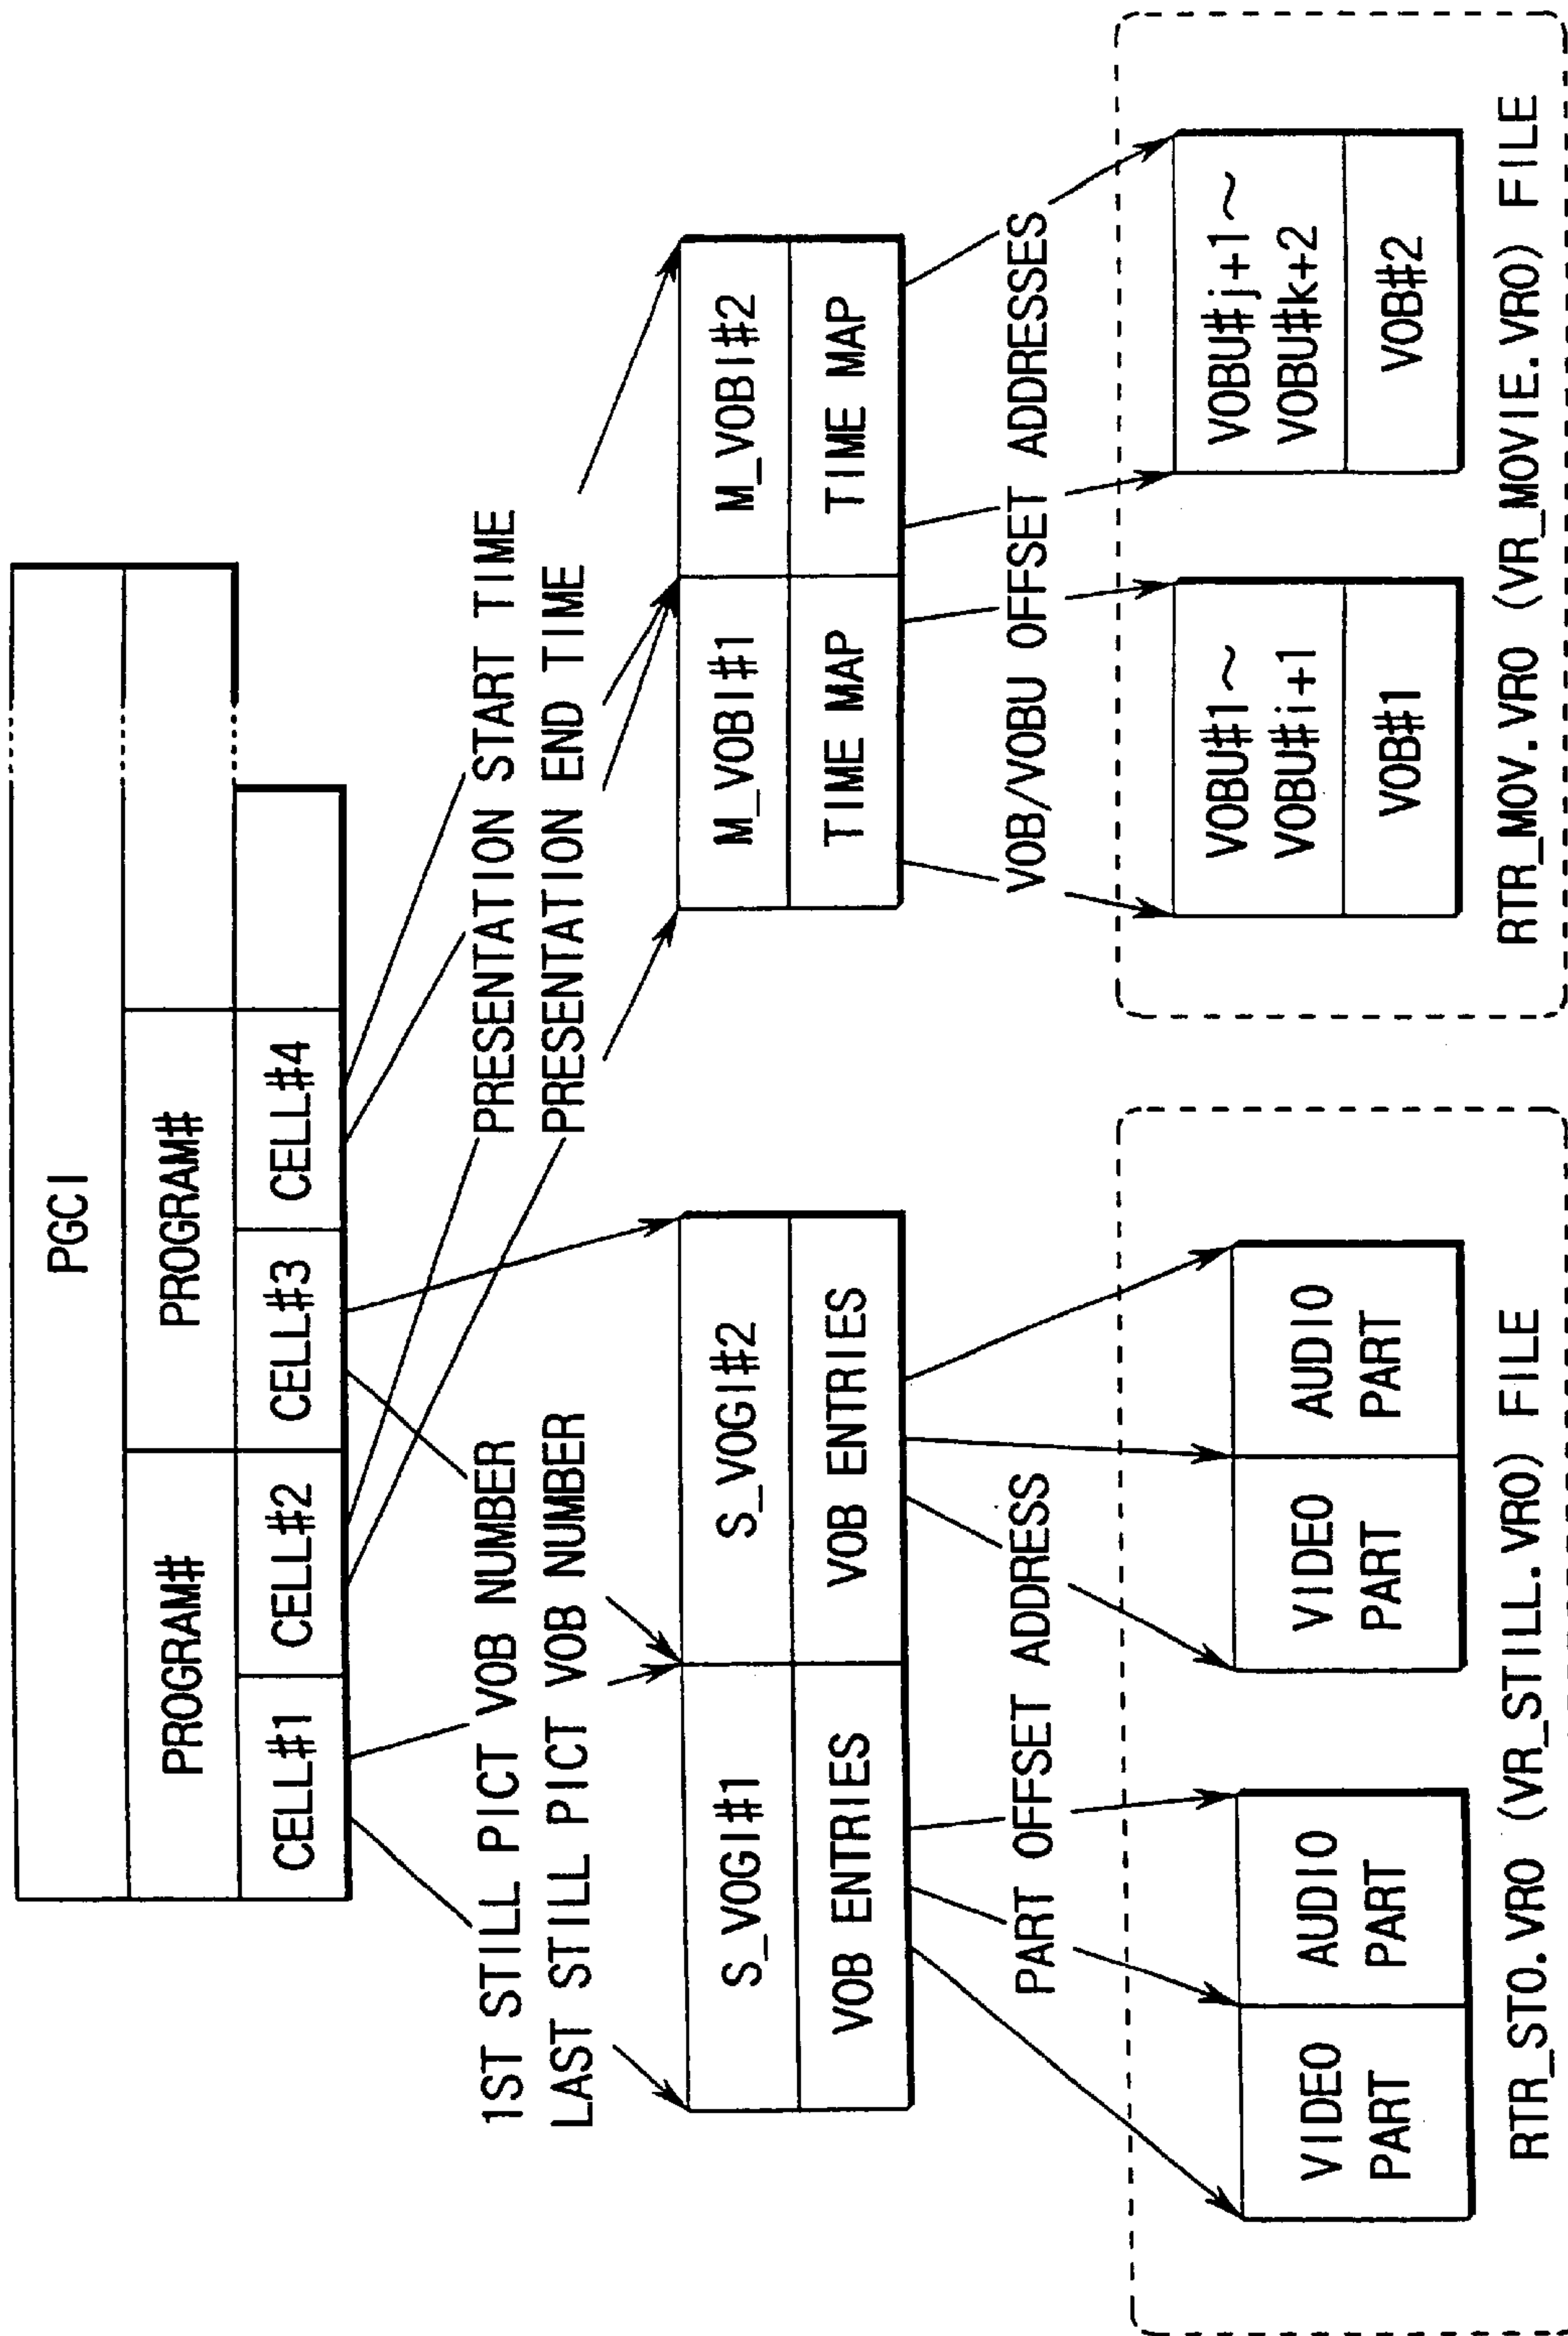 PGCI
PROGRAM#
PROGRAM#
CELL#1
CELL#2
CELL#3
CELL#4
1ST STILL PICT VOB NUMBER
LAST STILL PICT VOB NUMBER
PRESENTATION START TIME
PRESENTATION END TIME
S_VOGI#1
S_VOGI#2
VOB ENTRIES
VOB ENTRIES
M_VOBI#1
M_VOBI#2
TIME MAP
TIME MAP
PART OFFSET ADDRESS
VOB/VOBU OFFSET ADDRESSES
VIDEO
PART
AUDIO
PART
VIDEO
PART
AUDIO
PART
RTR_STO.VRO (VR_STILL.VRO) FILE
VOBU#1~
VOBU#i+1
VOB#1
VOBU#j+1~
VOBU#k+2
VOB#2
RTR_MOV.VRO (VR_MOVIE.VRO) FILE